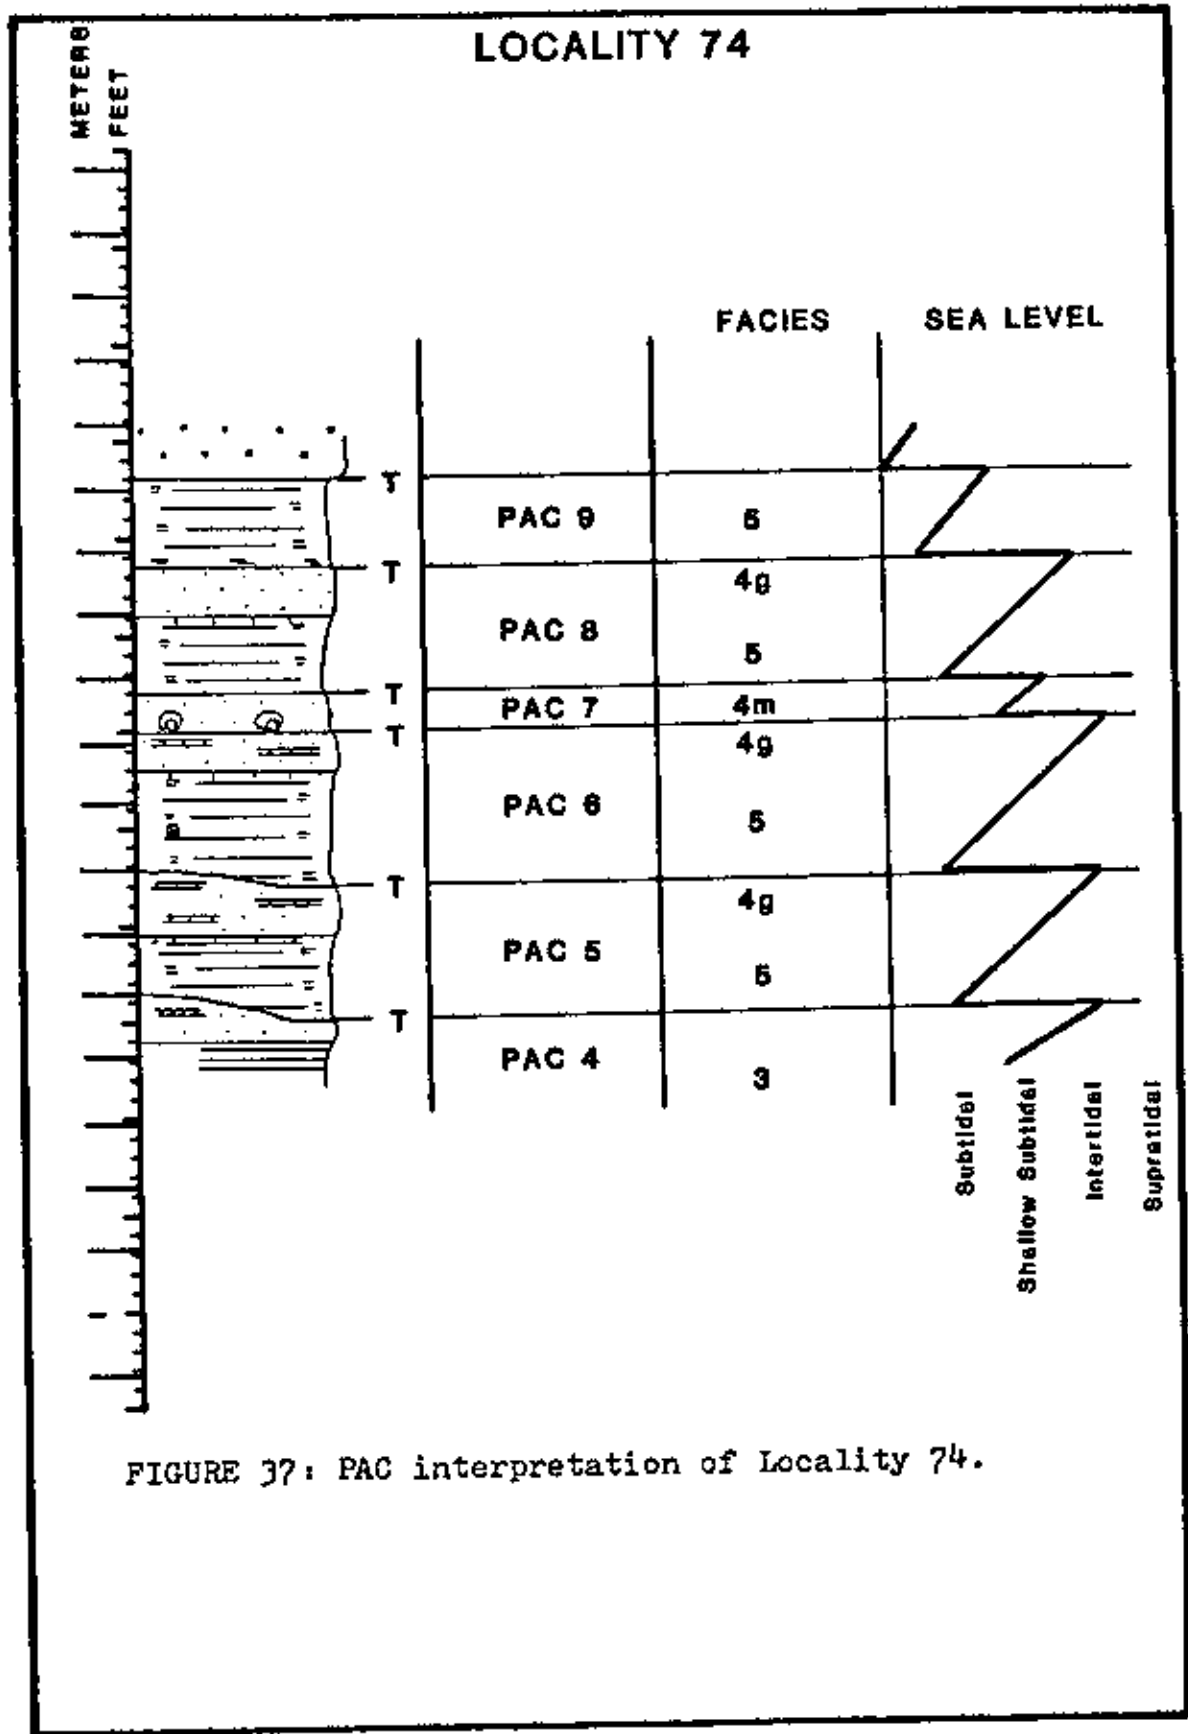 LOCALITY 74
METERS
FEET
FACIES SEA LEVEL
T
PAC 9 5
T
4g
PAC 8
5
T
PAC 7 4m
T
4g
PAC 6
5
T
4g
PAC 5
5
T
PAC 4
3
Subtidal
Shallow Subtidal
Intertidal
Supratidal
FIGURE 37: PAC interpretation of Locality 74.